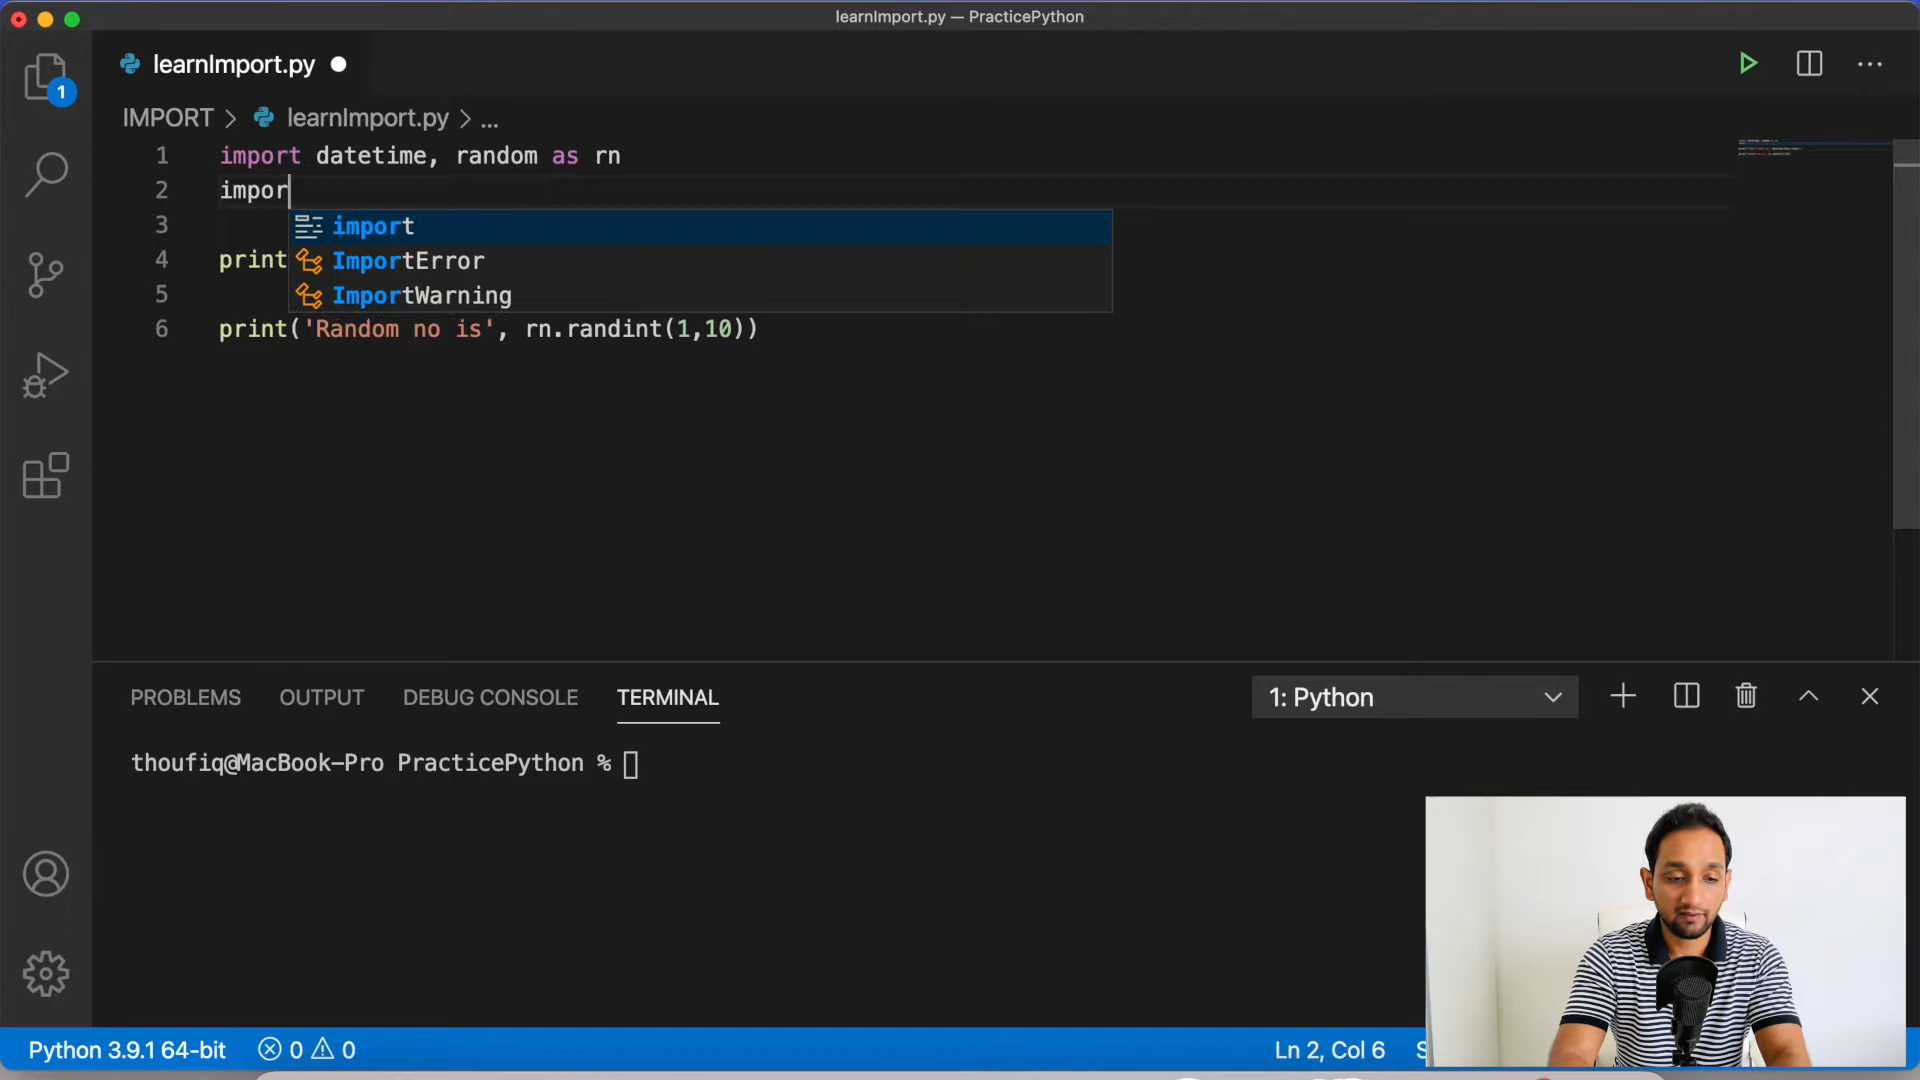 learnImport.py — PracticePython
learnImport.py
1
IMPORT > learnImport.py > ...
1 import datetime, random as rn
2 impor
3 import
4 print ImportError
5 ImportWarning
6 print('Random no is', rn.randint(1,10))
PROBLEMS OUTPUT DEBUG CONSOLE TERMINAL 1: Python
thoufiq@MacBook-Pro PracticePython %
Python 3.9.1 64-bit 0 0 Ln 2, Col 6